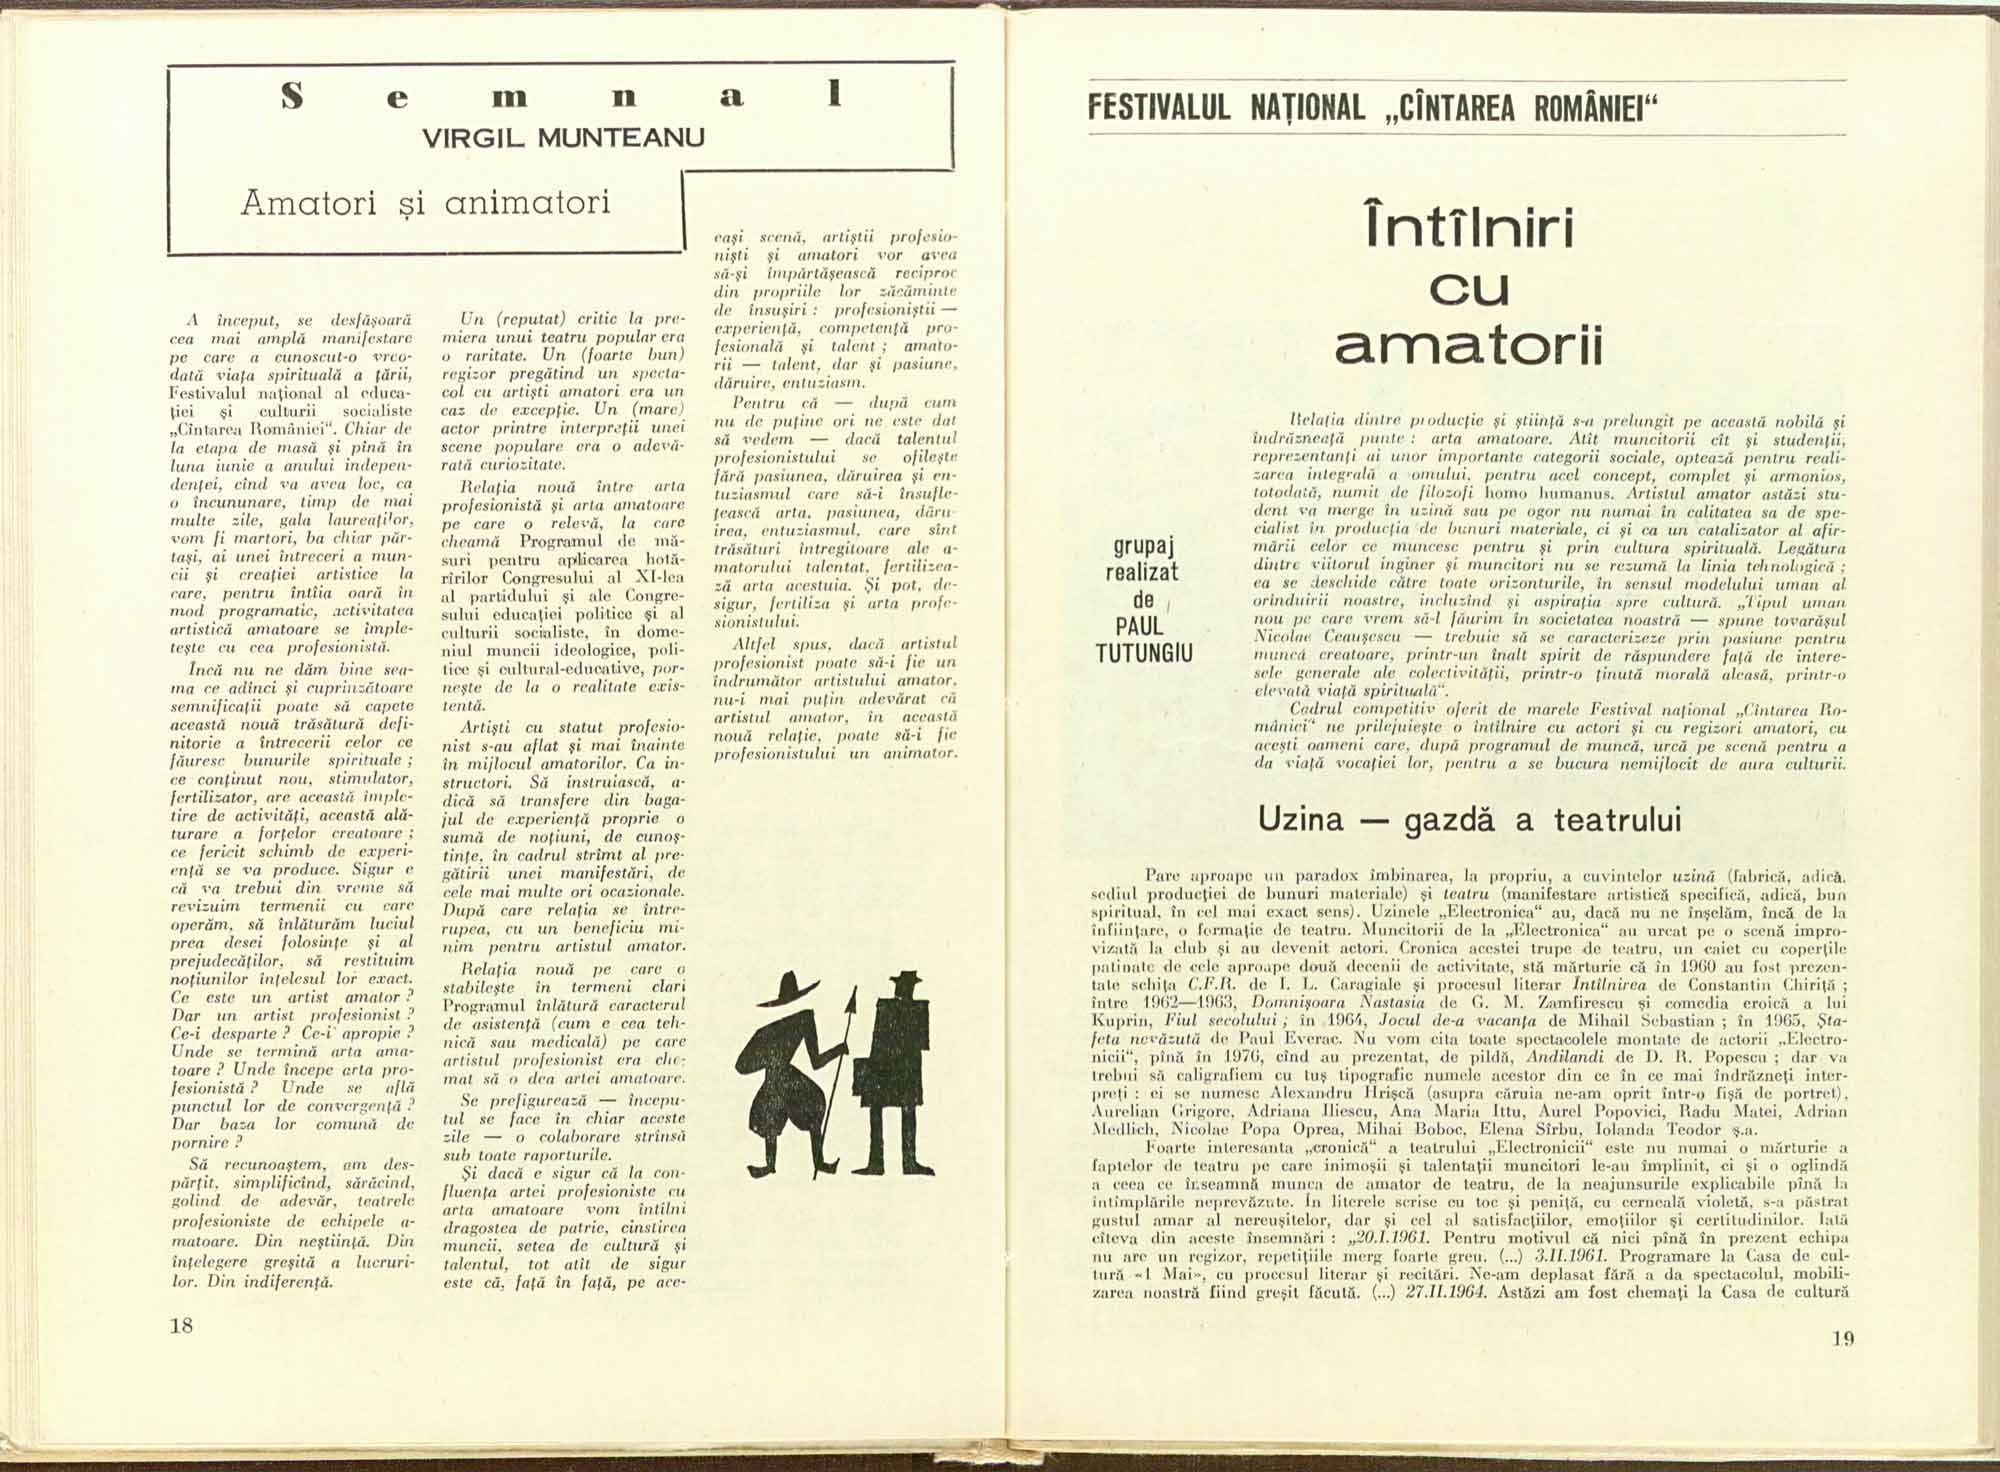 Semnal
VIRGIL MUNTEANU
Amatori și animatori
A început, se desfășoară
cea mai amplă manifestare
pe care a cunoscut-o vreo-
dată viața spirituală a țării,
Festivalul național al educa-
ției și culturii socialiste
„Cîntarea României“. Chiar de
la etapa de masă și pînă în
luna iunie a anului indepen-
denței, cînd va avea loc, ca
o încununare, timp de mai
multe zile, gala laureaților,
vom fi martori, ba chiar păr-
tași, ai unei întreceri a mun-
cii și creației artistice la
care, pentru întîia oară în
mod programatic, activitatea
artistică amatoare se împle-
tește cu cea profesionistă.
Încă nu ne dăm bine sea-
ma ce adînci și cuprinzătoare
semnificații poate să capete
această nouă trăsătură defi-
nitorie a întrecerii celor ce
făuresc bunurile spirituale ;
ce conținut nou, stimulator,
fertilizator, are această împle-
tire de activități, această ală-
turare a forțelor creatoare ;
ce fericit schimb de experi-
ență se va produce. Sigur e
că va trebui din vreme să
revizuim termenii cu care
operăm, să înlăturăm luciul
prea desei folosințe și al
prejudecăților, să restituim
noțiunilor înțelesul lor exact.
Ce este un artist amator ?
Dar un artist profesionist ?
Ce-i desparte ? Ce-i apropie ?
Unde se termină arta ama-
toare ? Unde începe arta pro-
fesionistă ? Unde se află
punctul lor de convergență ?
Dar baza lor comună de
pornire ?
Să recunoaștem, am des-
părțit, simplificînd, sărăcind,
golind de adevăr, teatrele
profesioniste de echipele a-
matoare. Din neștiință. Din
înțelegere greșită a lucruri-
lor. Din indiferență.
Un (reputat) critic la pre-
miera unui teatru popular era
o raritate. Un (foarte bun)
regizor pregătind un specta-
col cu artiști amatori era un
caz de excepție. Un (mare)
actor printre interpreții unei
scene populare era o adevă-
rată curiozitate.
Relația nouă între arta
profesionistă și arta amatoare
pe care o relevă, la care
cheamă Programul de mă-
suri pentru aplicarea hotă-
rîrilor Congresului al XI-lea
al partidului și ale Congre-
sului educației politice și al
culturii socialiste, în dome-
niul muncii ideologice, poli-
tice și cultural-educative, por-
nește de la o realitate exis-
tentă.
Artiști cu statut profesio-
nist s-au aflat și mai înainte
în mijlocul amatorilor. Ca in-
structori. Să instruiască, a-
dică să transfere din baga-
jul de experiență proprie o
sumă de noțiuni, de cunoș-
tințe, în cadrul strîmt al pre-
gătirii unei manifestări, de
cele mai multe ori ocazionale.
După care relația se între-
rupea, cu un beneficiu mi-
nim pentru artistul amator.
Relația nouă pe care o
stabilește în termeni clari
Programul înlătură caracterul
de asistență (cum e cea teh-
nică sau medicală) pe care
artistul profesionist era che-
mat să o dea artei amatoare.
Se prefigurează — începu-
tul se face în chiar aceste
zile — o colaborare strînsă
sub toate raporturile.
Și dacă e sigur că la con-
fluența artei profesioniste cu
arta amatoare vom întîlni
dragostea de patrie, cinstirea
muncii, setea de cultură și
talentul, tot atît de sigur
este că, față în față, pe ace-
eași scenă, artiștii profesio-
niști și amatori vor avea
să-și împărtășească reciproc
din propriile lor zăcăminte
de însușiri : profesioniștii —
experiență, competență pro-
fesională și talent ; amato-
rii — talent, dar și pasiune,
dăruire, entuziasm.
Pentru că — după cum
nu de puține ori ne este dat
să vedem — dacă talentul
profesionistului se ofilește
fără pasiunea, dăruirea și en-
tuziasmul care să-i însufle-
țească arta, pasiunea, dăru-
irea, entuziasmul, care sînt
trăsături întregitoare ale a-
matorului talentat, fertilizea-
ză arta acestuia. Și pot, de-
sigur, fertiliza și arta profe-
sionistului.
Altfel spus, dacă artistul
profesionist poate să-i fie un
îndrumător artistului amator,
nu-i mai puțin adevărat că
artistul amator, în această
nouă relație, poate să-i fie
profesionistului un animator.
18
FESTIVALUL NAȚIONAL „CÎNTAREA ROMÂNIEI“
Întîlniri
cu
amatorii
grupaj
realizat
de
PAUL
TUTUNGIU
Relația dintre producție și știință s-a prelungit pe această nobilă și
îndrăzneață punte : arta amatoare. Atît muncitorii cît și studenții,
reprezentanți ai unor importante categorii sociale, optează pentru reali-
zarea integrală a omului, pentru acel concept, complet și armonios,
totodată, numit de filozofi homo humanus. Artistul amator astăzi stu-
dent va merge în uzină sau pe ogor nu numai în calitatea sa de spe-
cialist în producția de bunuri materiale, ci și ca un catalizator al afir-
mării celor ce muncesc pentru și prin cultura spirituală. Legătura
dintre viitorul inginer și muncitori nu se rezumă la linia tehnologică ;
ea se deschide către toate orizonturile, în sensul modelului uman al
orînduirii noastre, incluzînd și aspirația spre cultură. „Tipul uman
nou pe care vrem să-l făurim în societatea noastră — spune tovarășul
Nicolae Ceaușescu — trebuie să se caracterizeze prin pasiune pentru
muncă creatoare, printr-un înalt spirit de răspundere față de intere-
sele generale ale colectivității, printr-o ținută morală aleasă, printr-o
elevată viață spirituală“.
Cadrul competitiv oferit de marele Festival național „Cîntarea Ro-
mâniei“ ne prilejuiește o întîlnire cu actori și cu regizori amatori, cu
acești oameni care, după programul de muncă, urcă pe scenă pentru a
da viață vocației lor, pentru a se bucura nemijlocit de aura culturii.
Uzina — gazdă a teatrului
Pare aproape un paradox îmbinarea, la propriu, a cuvintelor uzină (fabrică, adică,
sediul producției de bunuri materiale) și teatru (manifestare artistică specifică, adică, bun
spiritual, în cel mai exact sens). Uzinele „Electronica“ au, dacă nu ne înșelăm, încă de la
înființare, o formație de teatru. Muncitorii de la „Electronica“ au urcat pe o scenă impro-
vizată la club și au devenit actori. Cronica acestei trupe de teatru, un caiet cu coperțile
patinate de cele aproape două decenii de activitate, stă mărturie că în 1960 au fost prezen-
tate schița C.F.R. de I. L. Caragiale și procesul literar Întîlnirea de Constantin Chiriță ;
între 1962—1963, Domnișoara Nastasia de G. M. Zamfirescu și comedia eroică a lui
Kuprin, Fiul secolului ; în 1964, Jocul de-a vacanța de Mihail Sebastian ; în 1965, Șta-
feta nevăzută de Paul Everac. Nu vom cita toate spectacolele montate de actorii „Electro-
nicii“, pînă în 1976, cînd au prezentat, de pildă, Andilandi de D. R. Popescu ; dar va
trebui să caligrafiem cu tuș tipografic numele acestor din ce în ce mai îndrăzneți inter-
preți : ei se numesc Alexandru Hrișcă (asupra căruia ne-am oprit într-o fișă de portret),
Aurelian Grigore, Adriana Iliescu, Ana Maria Ittu, Aurel Popovici, Radu Matei, Adrian
Medlich, Nicolae Popa Oprea, Mihai Boboc, Elena Sîrbu, Iolanda Teodor ș.a.
Foarte interesanta „cronică“ a teatrului „Electronicii“ este nu numai o mărturie a
faptelor de teatru pe care inimoșii și talentații muncitori le-au împlinit, ci și o oglindă
a ceea ce înseamnă munca de amator de teatru, de la neajunsurile explicabile pînă la
întîmplările neprevăzute. În literele scrise cu toc și peniță, cu cerneală violetă, s-a păstrat
gustul amar al nereușitelor, dar și cel al satisfacțiilor, emoțiilor și certitudinilor. Iată
cîteva din aceste însemnări : „20.I.1961. Pentru motivul că nici pînă în prezent echipa
nu are un regizor, repetițiile merg foarte greu. (...) 3.II.1961. Programare la Casa de cul-
tură «1 Mai», cu procesul literar și recitări. Ne-am deplasat fără a da spectacolul, mobili-
zarea noastră fiind greșit făcută. (...) 27.II.1964. Astăzi am fost chemați la Casa de cultură
19